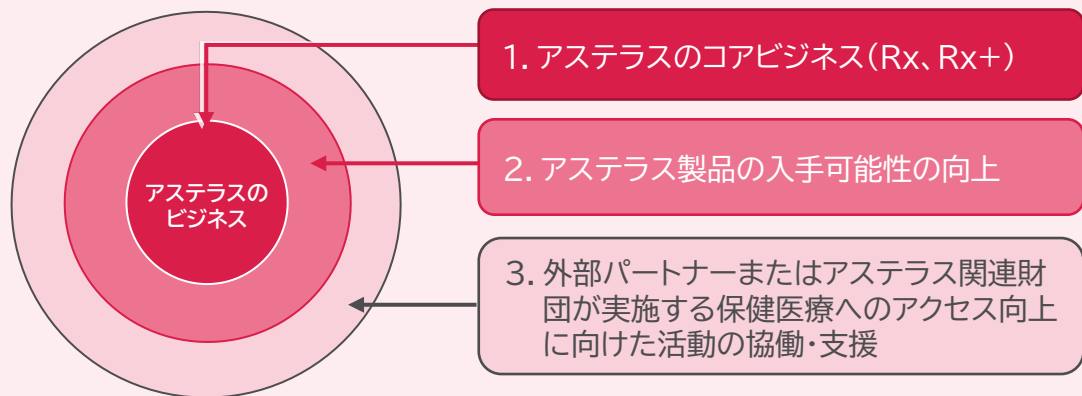 アステラスの
ビジネス
1. アステラスのコアビジネス(Rx、Rx+)
2. アステラス製品の入手可能性の向上
3. 外部パートナーまたはアステラス関連財
団が実施する保健医療へのアクセス向上
に向けた活動の協働・支援